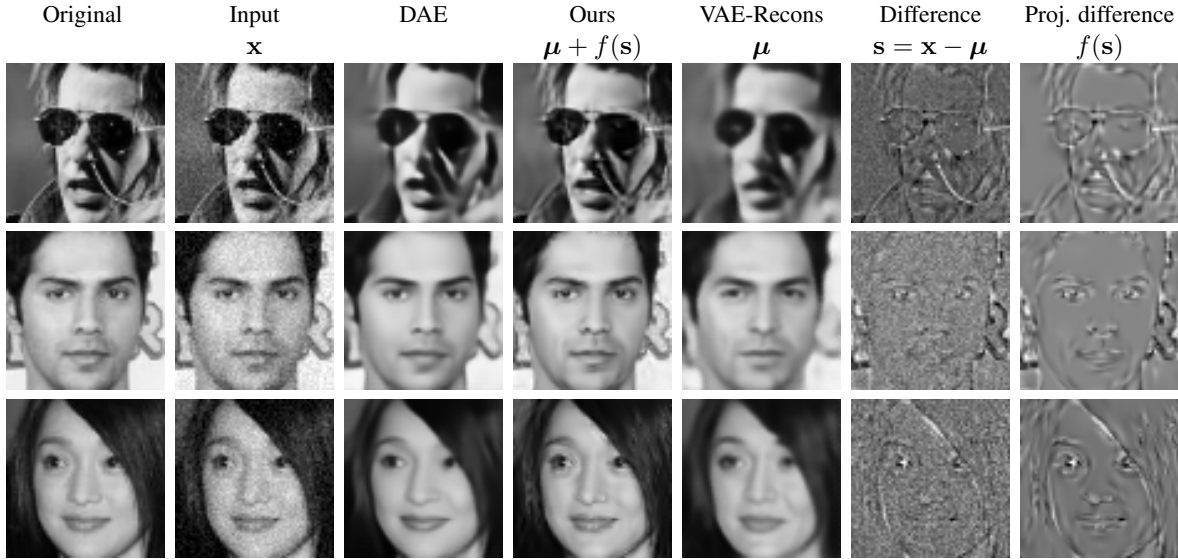 Original Input DAE Ours VAE-Recons Difference Proj. difference
x μ + f(s) μ s = x − μ f(s)